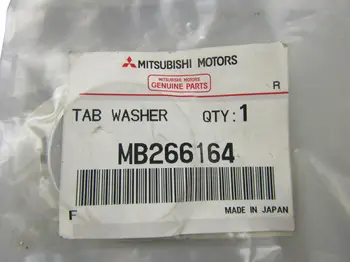 MITSUBISHI MOTORS
MITSUBISHI MOTORS
GENUINE PARTS
R
TAB WASHER QTY:1
MB266164
F MADE IN JAPAN